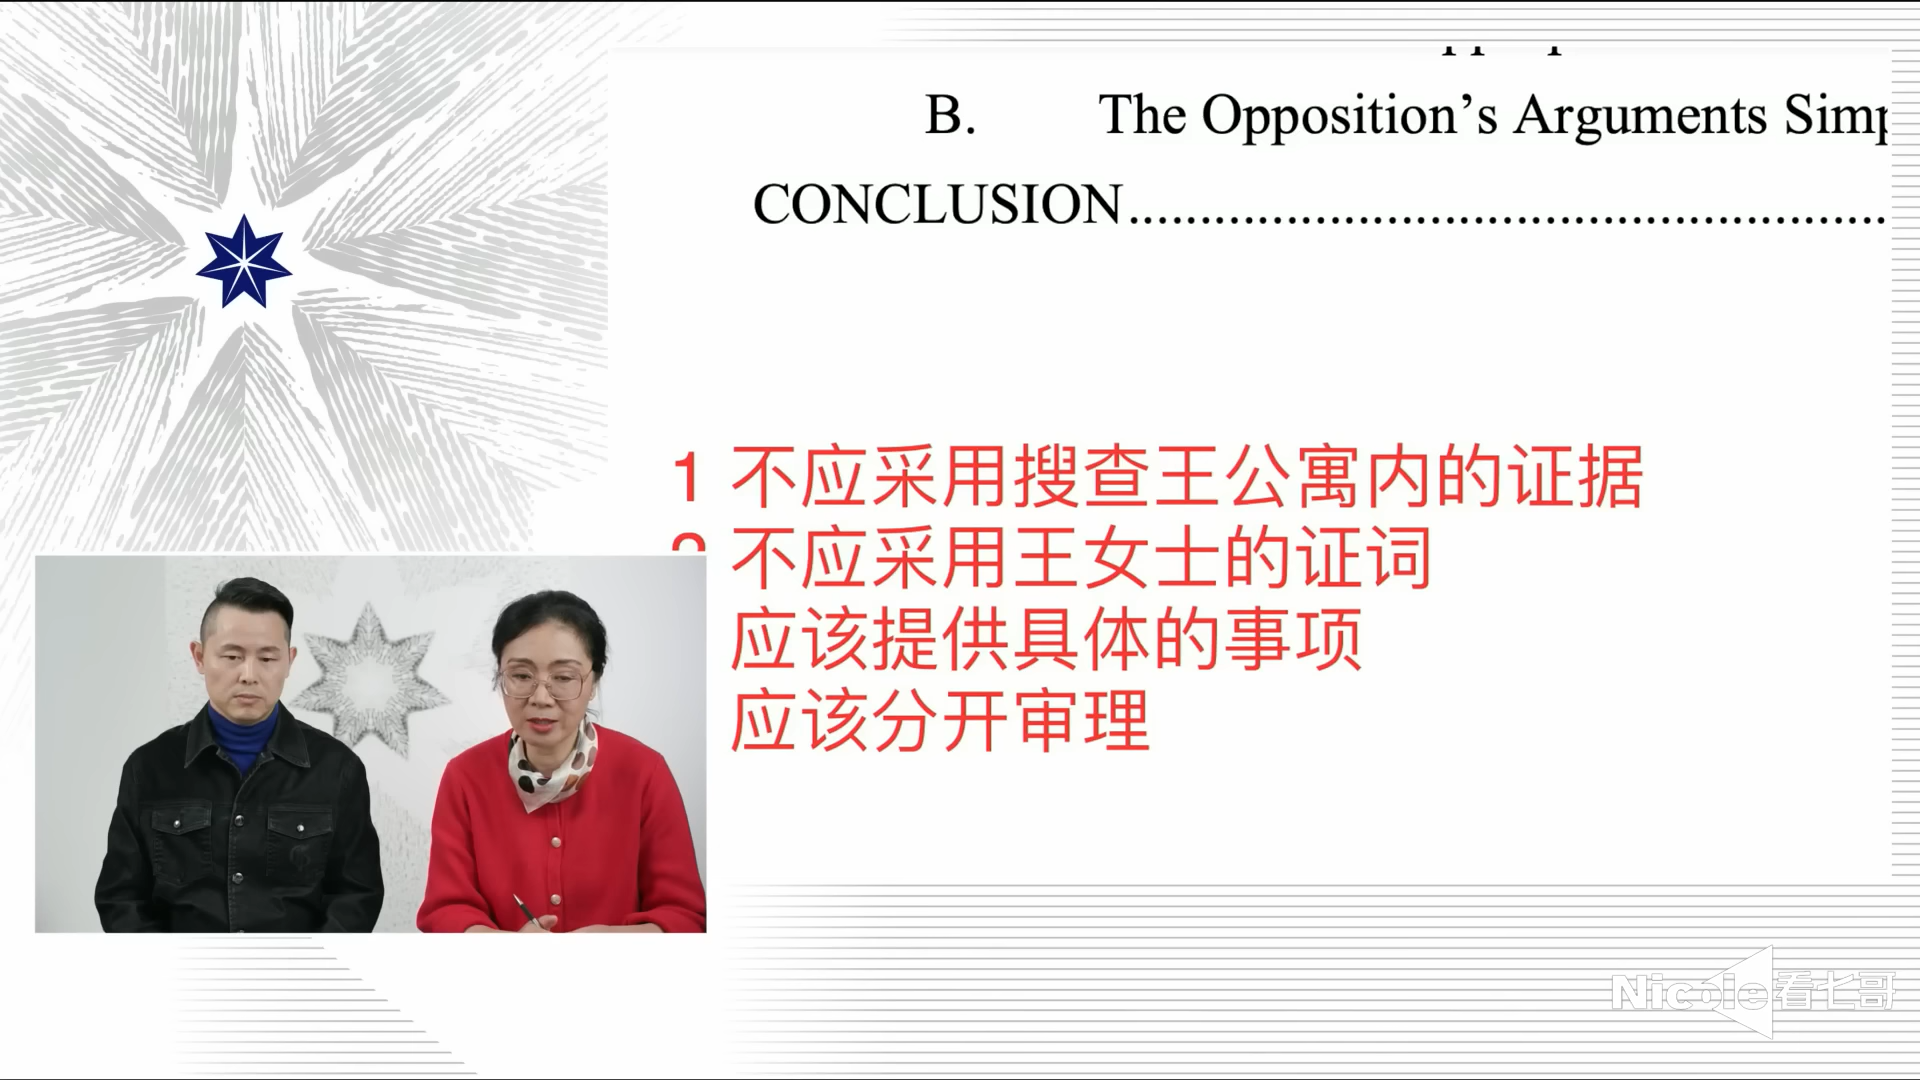 B. The Opposition’s Arguments Simp
CONCLUSION
1 不应采用搜查王公寓内的证据
不应采用王女士的证词
应该提供具体的事项
应该分开审理
Nicole看七哥